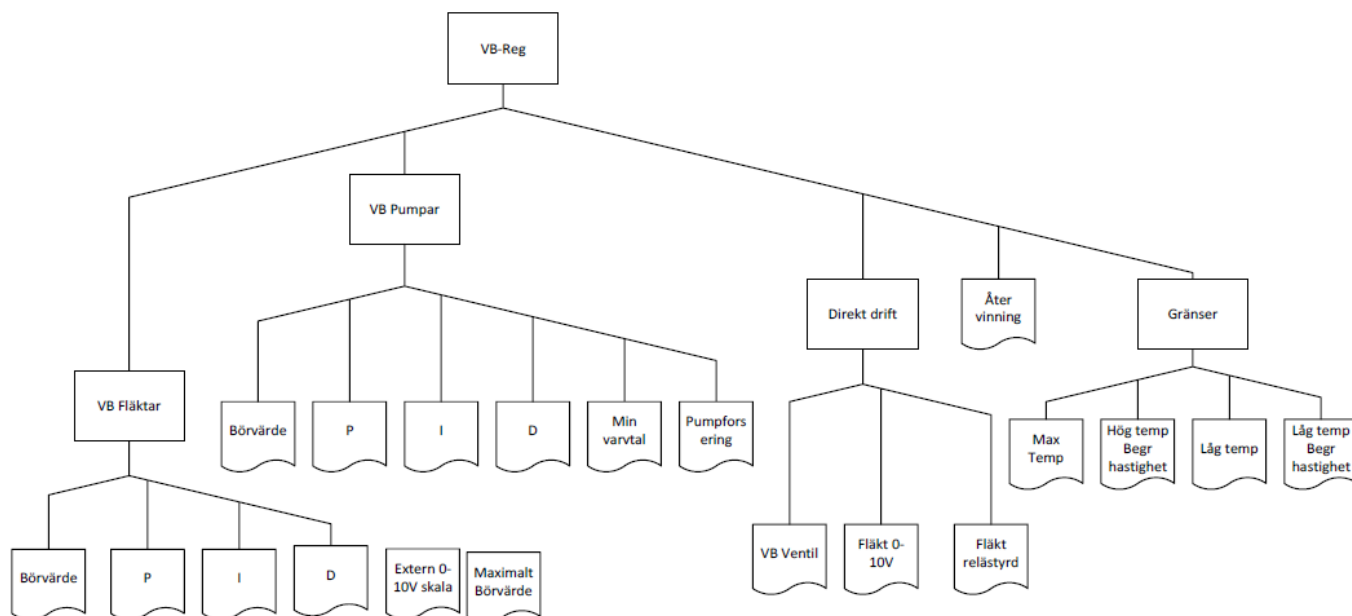 VB-Reg
VB Pumpar
Direkt drift
Åter
vinning
Gränser
VB Fläktar
Börvärde
P
I
D
Min
varvtal
Pumpfors
ering
Max
Temp
Hög temp
Begr
hastighet
Låg temp
Låg temp
Begr
hastighet
Börvärde
P
I
D
Extern 0-
10V skala
Maximalt
Börvärde
VB Ventil
Fläkt 0-
10V
Fläkt
relästyrd